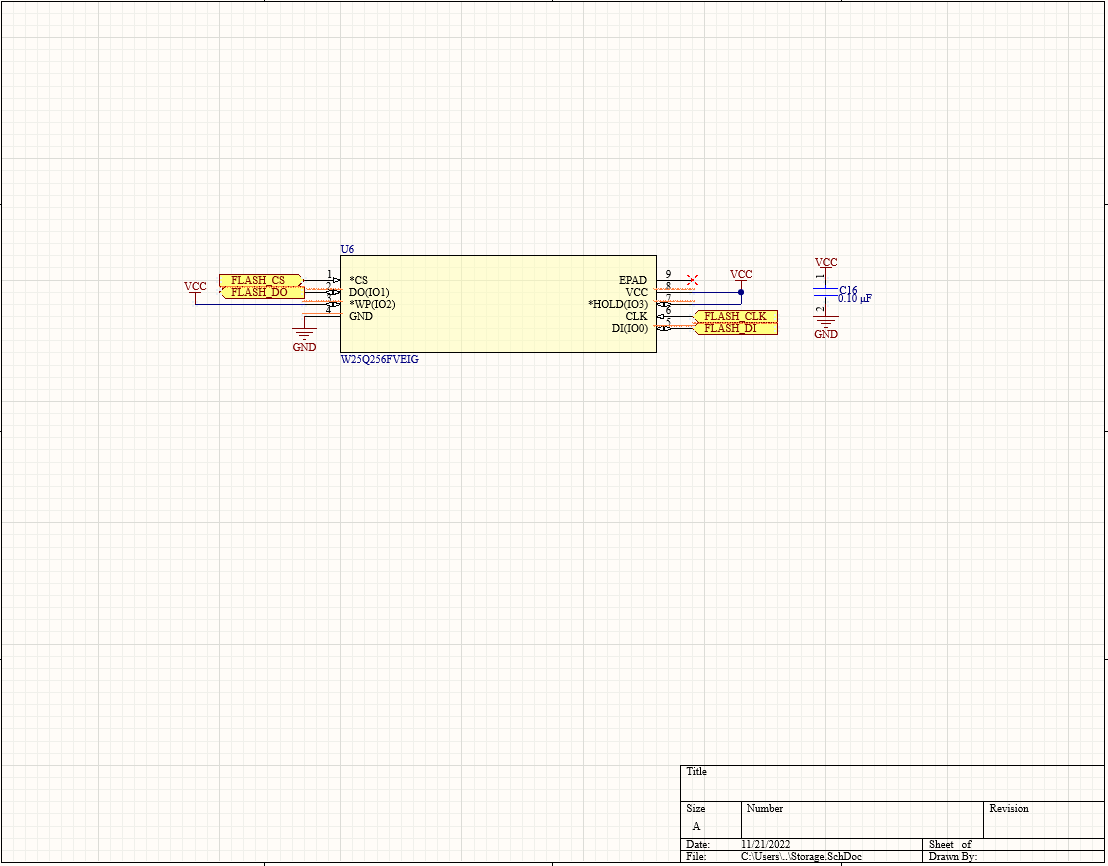 U6
FLASH_CS
1
*CS
FLASH_DO
2
DO(IO1)
VCC
3
*WP(IO2)
4
GND
GND
W25Q256FVEIG
EPAD
9
VCC
8
VCC
*HOLD(IO3)
7
CLK
6
FLASH_CLK
DI(IO0)
5
FLASH_DI
VCC
1
C16
0.10 µF
2
GND
Title
Size
Number
Revision
A
Date:
11/21/2022
Sheet of
File:
C:\Users\..\Storage.SchDoc
Drawn By: